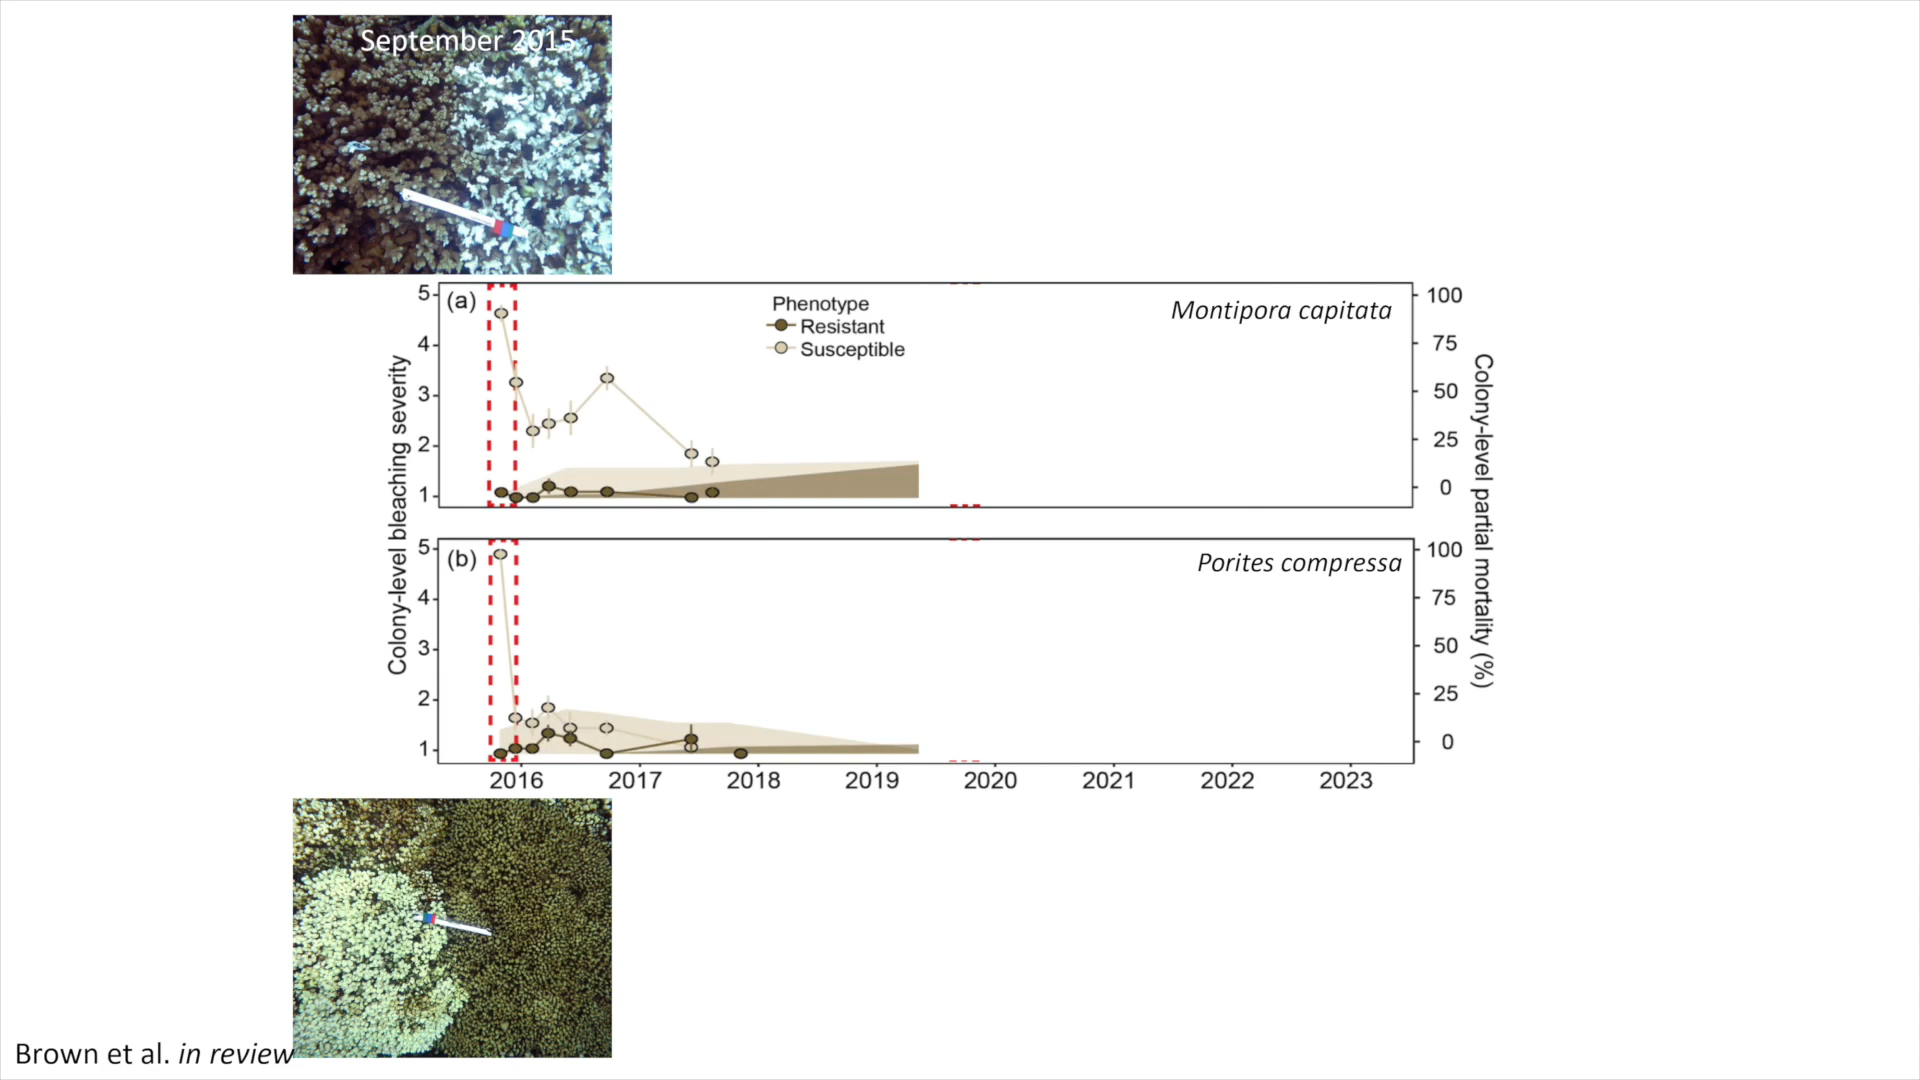 September 2015
(a)
Phenotype
Resistant
Susceptible
Montipora capitata
5
4
3
2
1
100
75
50
25
0
Colony-level bleaching severity
Colony-level partial mortality (%)
(b)
Porites compressa
5
4
3
2
1
100
75
50
25
0
2016 2017 2018 2019 2020 2021 2022 2023
Brown et al. in review